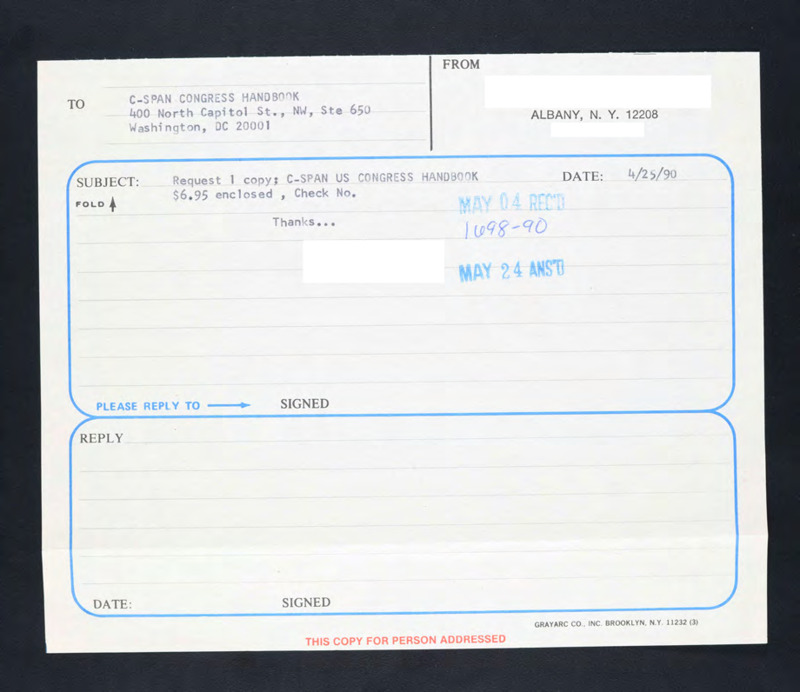 FROM
TO
C-SPAN CONGRESS HANDBOOK
400 North Capitol St., NW, Ste 650
Washington, DC 20001
ALBANY, N. Y. 12208
SUBJECT: Request 1 copy; C-SPAN US CONGRESS HANDBOOK DATE: 4/25/90
FOLD $6.95 enclosed , Check No.
MAY 04 REC'D
Thanks...
1698-90
MAY 24 ANS'D
PLEASE REPLY TO SIGNED
REPLY
DATE: SIGNED
GRAYARC CO., INC. BROOKLYN, N.Y. 11232 (3)
THIS COPY FOR PERSON ADDRESSED